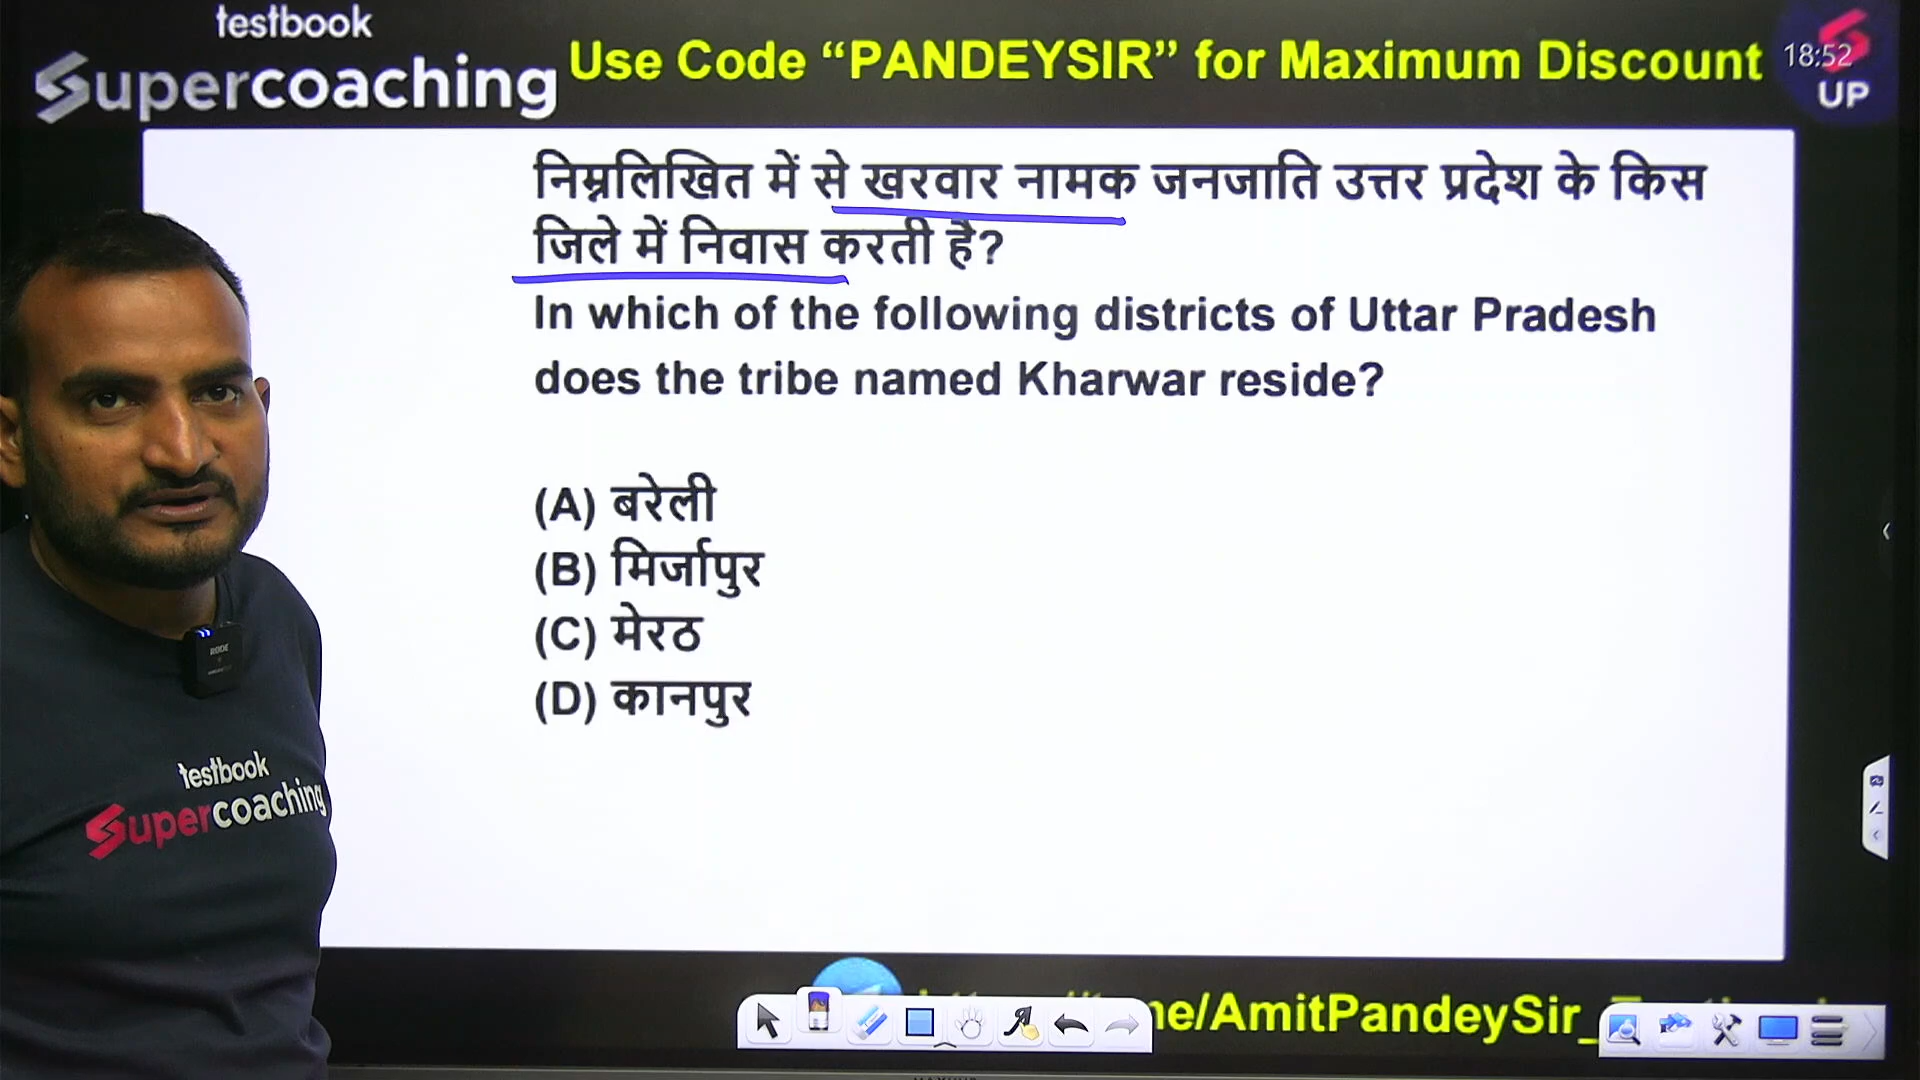 testbook
Supercoaching
Use Code “PANDEYSIR” for Maximum Discount
18:52
UP
निम्नलिखित में से खरवार नामक जनजाति उत्तर प्रदेश के किस
जिले में निवास करती है?
In which of the following districts of Uttar Pradesh
does the tribe named Kharwar reside?
(A) बरेली
(B) मिर्जापुर
(C) मेरठ
(D) कानपुर
RODE
testbook
Supercoaching
me/AmitPandeySir_